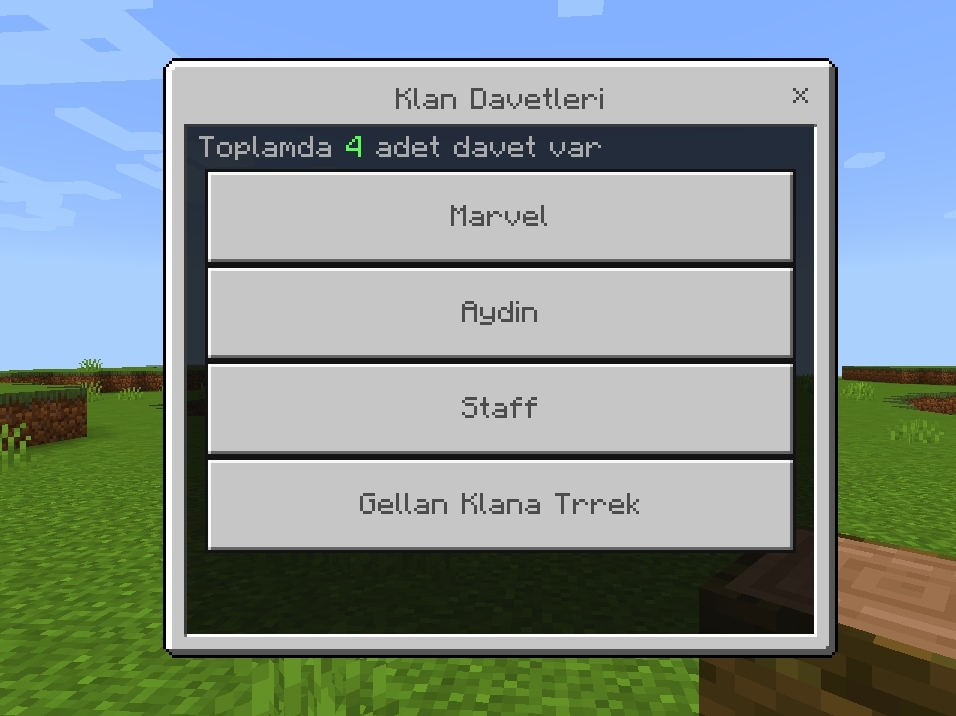 Klan Davetleri
Toplamda 4 adet davet var
Marvel
Aydin
Staff
Gellan Klana Trrek